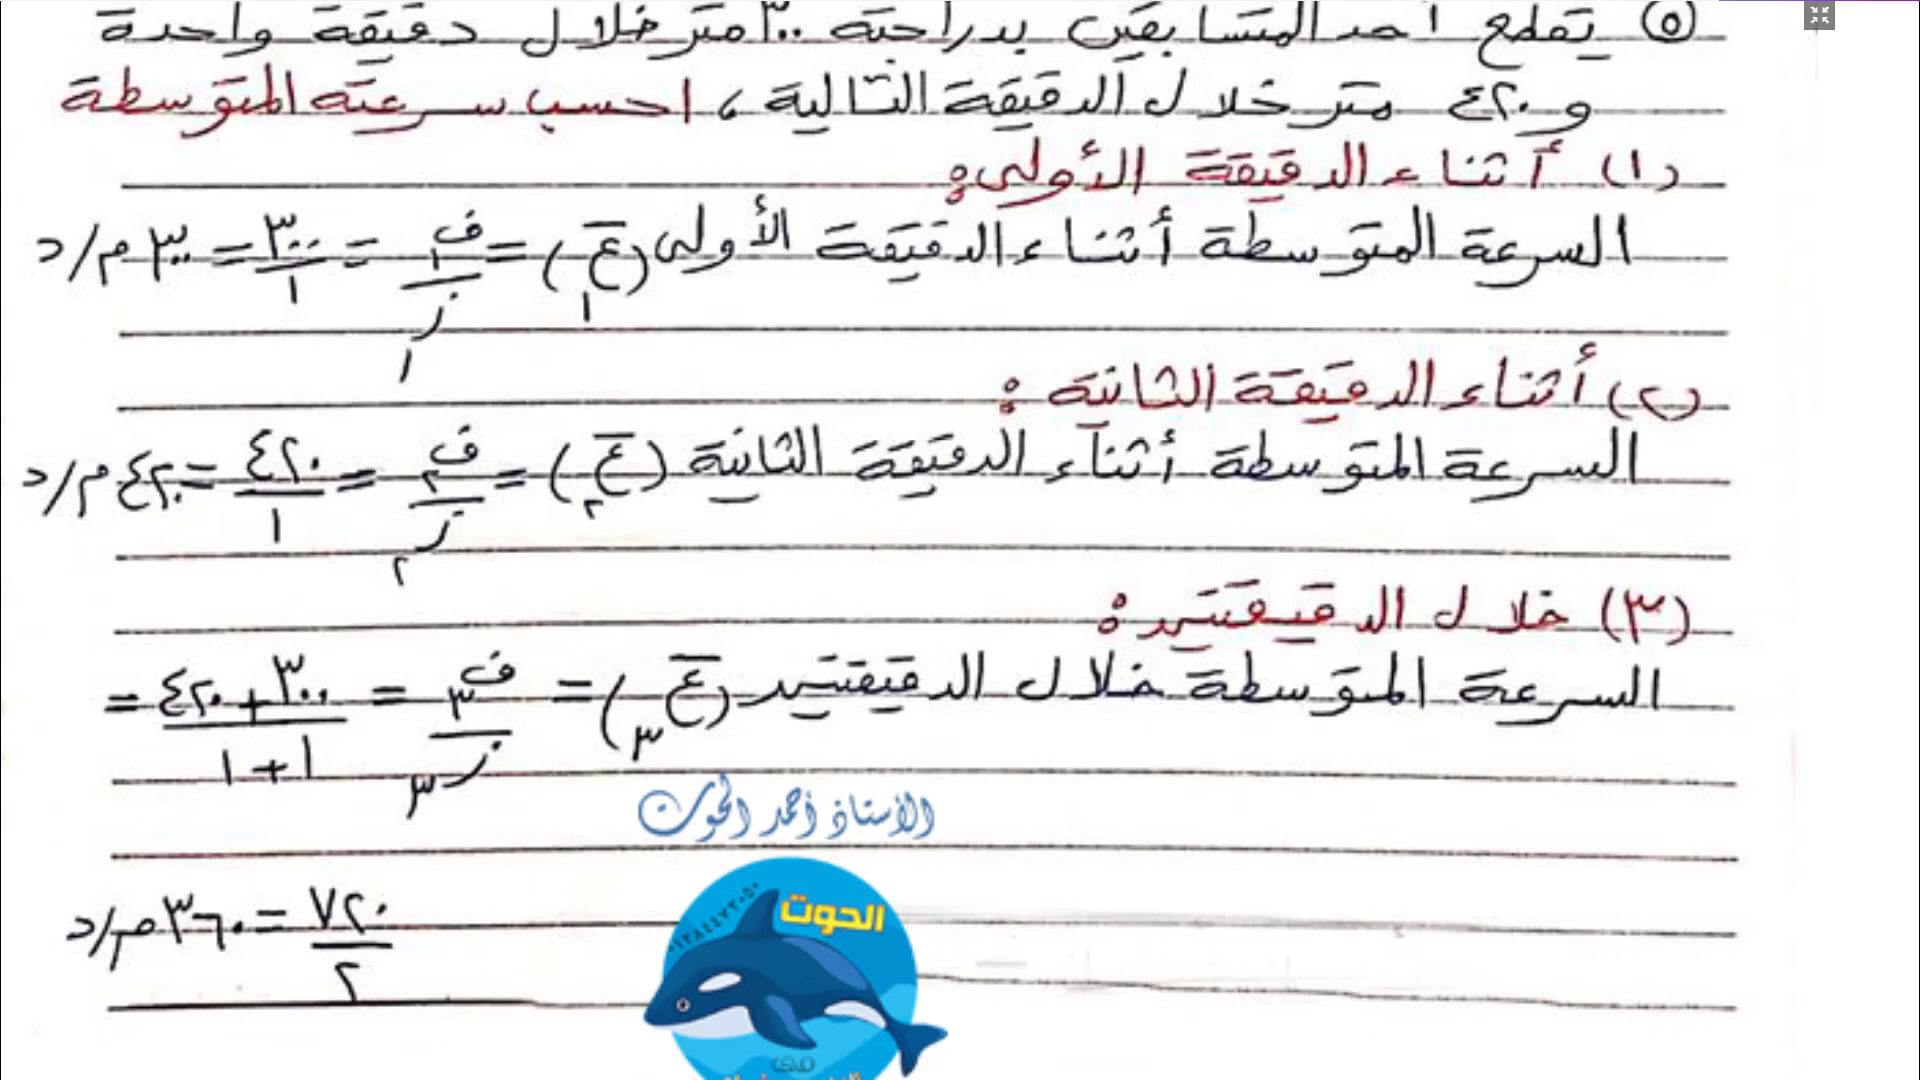 ٥ يقطع أحد المتسابقين بدراجته ٣٠٠ متر خلال دقيقة واحدة
و ٤٢٠ متر خلال الدقيقة التالية، احسب سرعته المتوسطة
(١) أثناء الدقيقة الأولى:
السرعة المتوسطة أثناء الدقيقة الأولى (ع١) = ف١/ز١ = ٣٠٠/١ = ٣٠٠ م/د
(٢) أثناء الدقيقة الثانية:
السرعة المتوسطة أثناء الدقيقة الثانية (ع٢) = ف٢/ز٢ = ٤٢٠/١ = ٤٢٠ م/د
(٣) خلال الدقيقتين:
السرعة المتوسطة خلال الدقيقتين (ع٣) = ف٣/ز٣ = ٣٠٠+٤٢٠/١+١ =
الأستاذ أحمد الحوت
٧٢٠/٢ = ٣٦٠ م/د
الحوت
فى